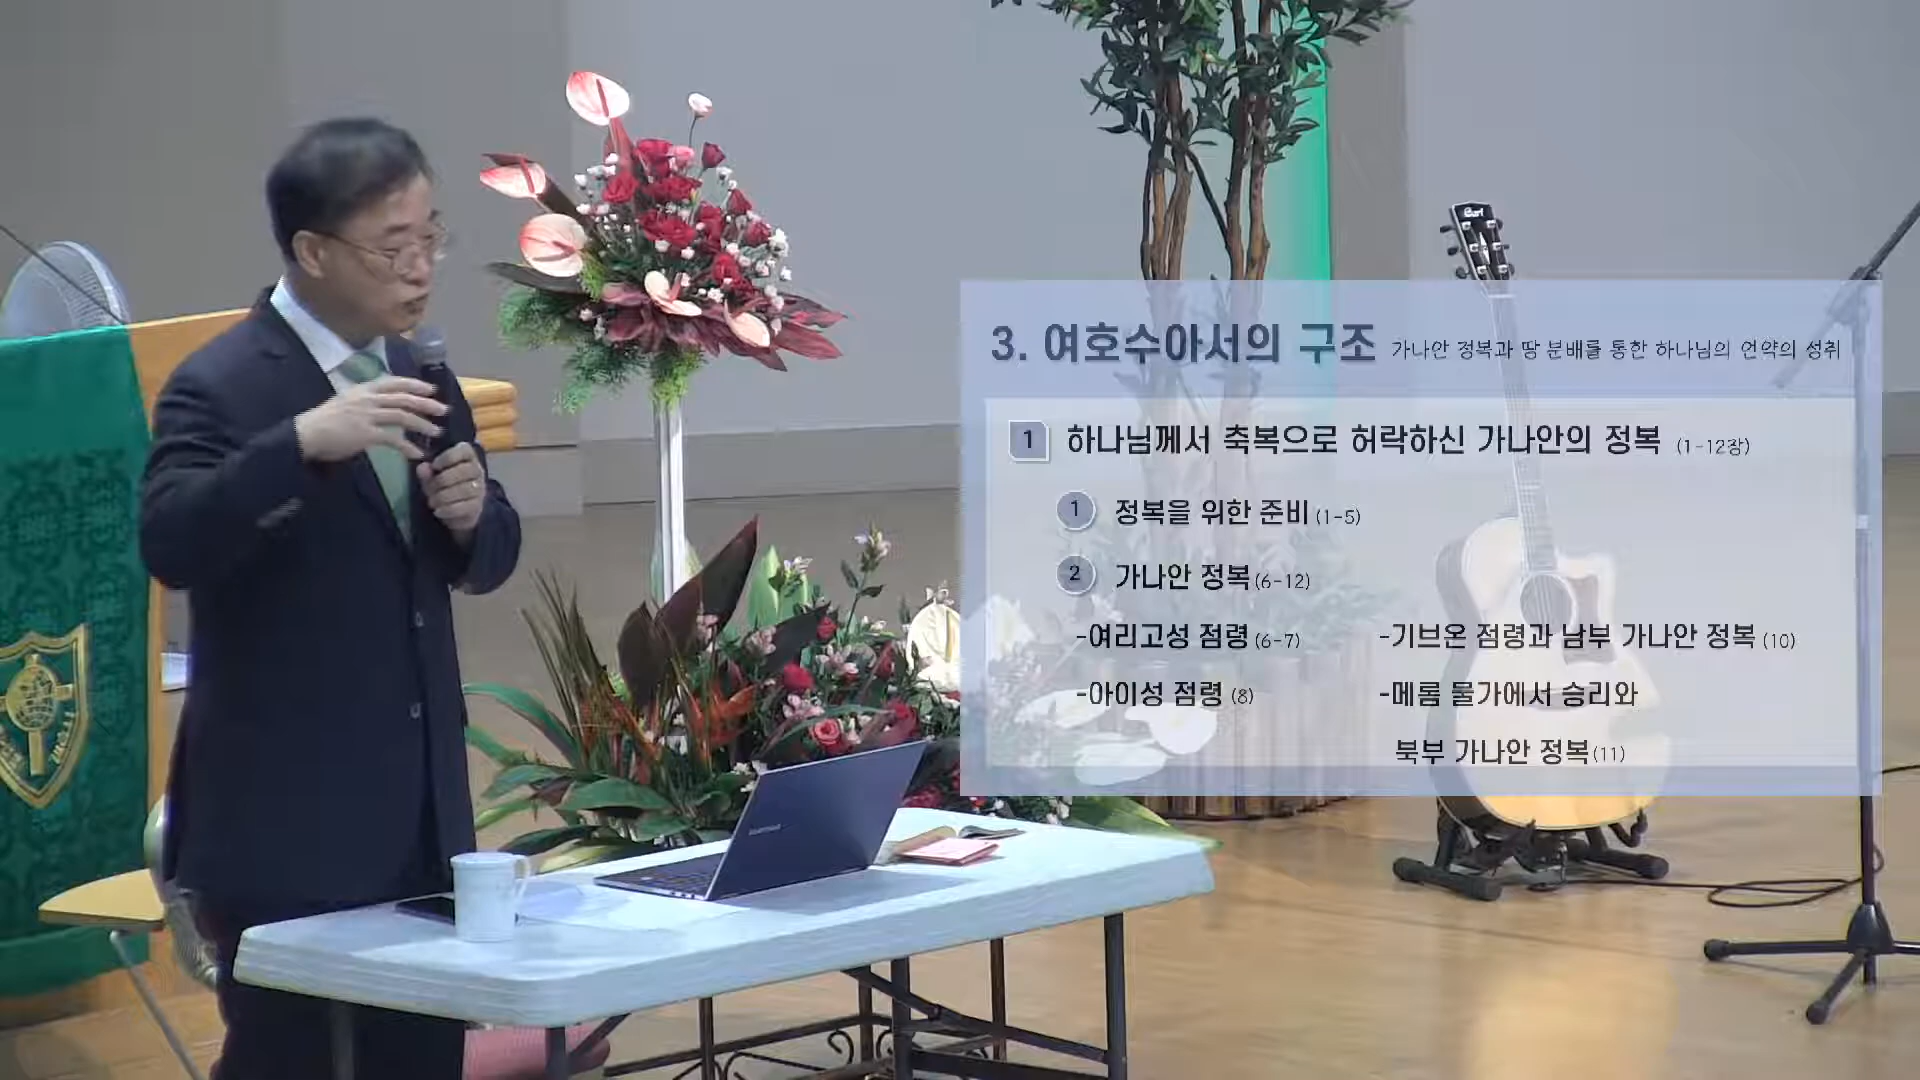 3. 여호수아서의 구조 가나안 정복과 땅 분배를 통한 하나님의 언약의 성취
1 하나님께서 축복으로 허락하신 가나안의 정복 (1-12장)
1 정복을 위한 준비 (1-5)
2 가나안 정복 (6-12)
-여리고성 점령 (6-7)
-아이성 점령 (8)
-기브온 점령과 남부 가나안 정복 (10)
-메롬 물가에서 승리와
북부 가나안 정복 (11)
Cort
SAMSUNG